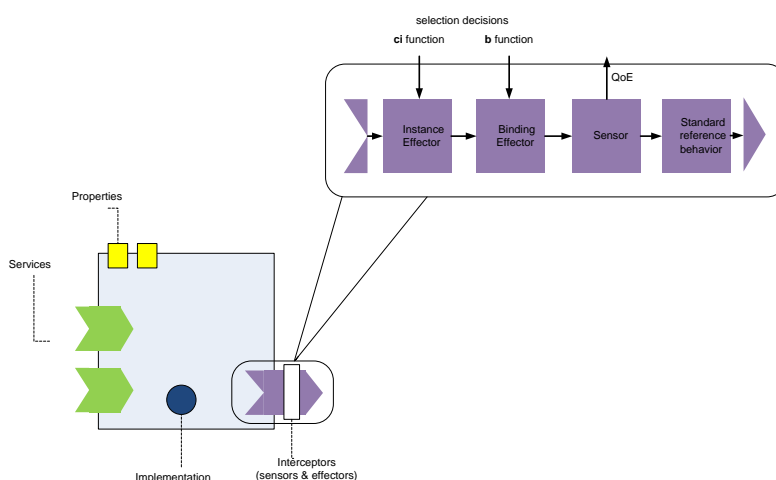 selection decisions
ci function
b function
QoE
Instance
Effector
Binding
Effector
Sensor
Standard
reference
behavior
Properties
Services
Implementation
Interceptors
(sensors & effectors)